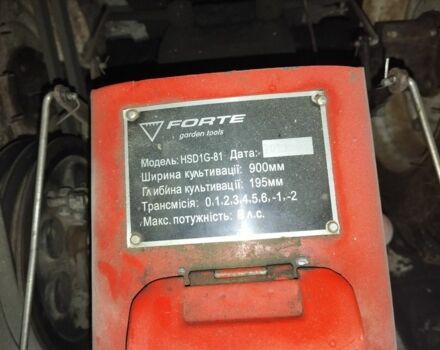 FORTE
garden tools
Модель: HSD1G-81 Дата:
Ширина культивації: 900мм
Глибина культивації: 195мм
Трансмісія: 0,1,2,3,4,5,6,-1,-2
Макс. потужність: 8 л.с.